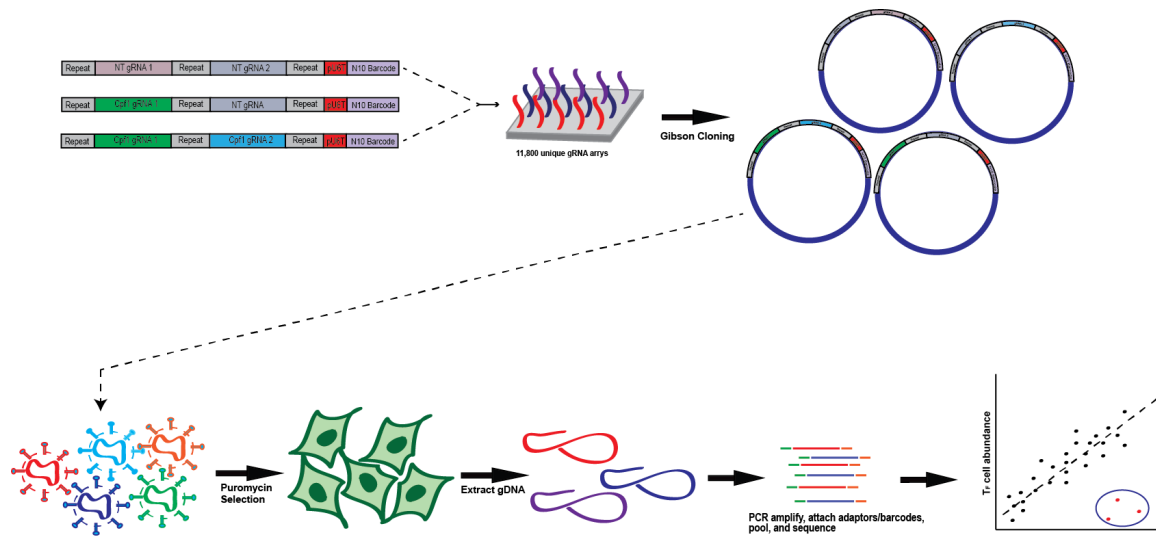 Repeat NT gRNA 1 Repeat NT gRNA 2 Repeat pU6T N10 Barcode
Repeat Cpf1 gRNA 1 Repeat NT gRNA Repeat pU6T N10 Barcode
Repeat Cpf1 gRNA 1 Repeat Cpf1 gRNA 2 Repeat pU6T N10 Barcode
11,800 unique gRNA arrys
Gibson Cloning
Puromycin
Selection
Extract gDNA
PCR amplify, attach adaptors/barcodes,
pool, and sequence
TF cell abundance